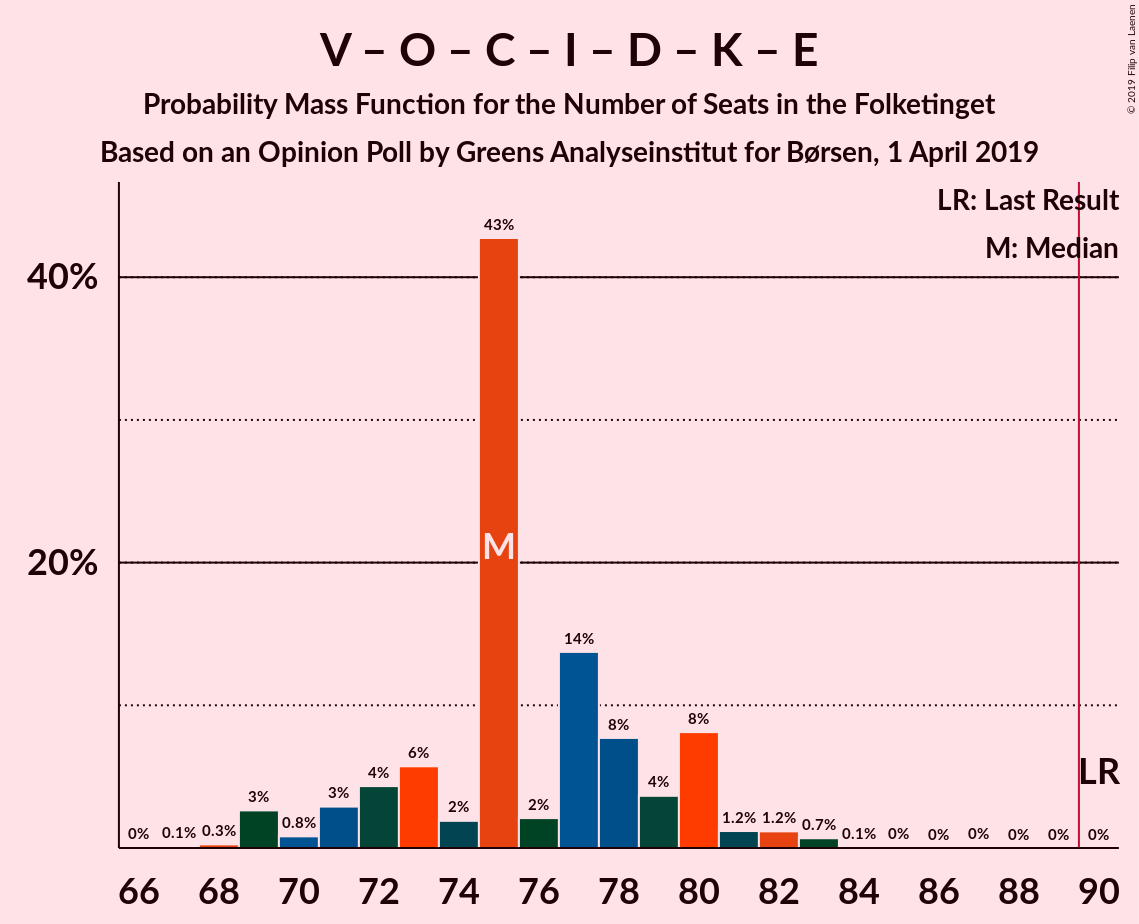 V – O – C – I – D – K – E
Probability Mass Function for the Number of Seats in the Folketinget
Based on an Opinion Poll by Greens Analyseinstitut for Børsen, 1 April 2019
© 2019 Filip van Laenen
LR: Last Result
M: Median
40%
20%
0% 0.1% 0.3% 3% 0.8% 3% 4% 6% 2% 43% 2% 14% 8% 4% 8% 1.2% 1.2% 0.7% 0.1% 0% 0% 0% 0% 0% 0%
M
LR
66 68 70 72 74 76 78 80 82 84 86 88 90